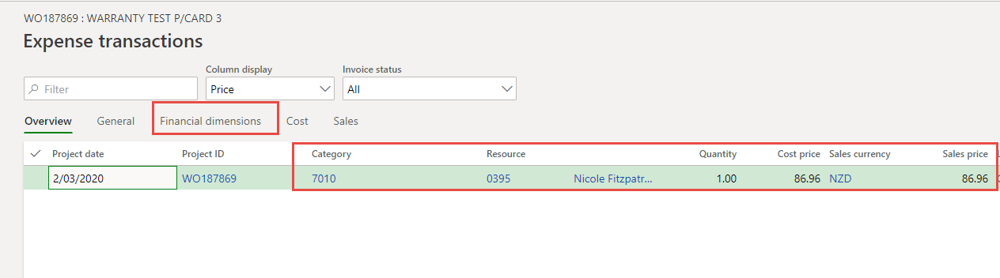 WO187869 : WARRANTY TEST P/CARD 3
Expense transactions
Column display Invoice status
Filter Price All
Overview General Financial dimensions Cost Sales
Project date Project ID Category Resource Quantity Cost price Sales currency Sales price
2/03/2020 WO187869 7010 0395 Nicole Fitzpatr... 1.00 86.96 NZD 86.96